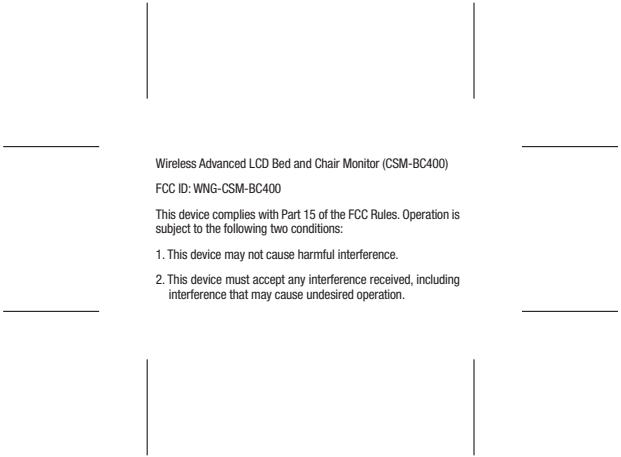 Wireless Advanced LCD Bed and Chair Monitor (CSM-BC400)
FCC ID: WNG-CSM-BC400
This device complies with Part 15 of the FCC Rules. Operation is
subject to the following two conditions:
1. This device may not cause harmful interference.
2. This device must accept any interference received, including
interference that may cause undesired operation.